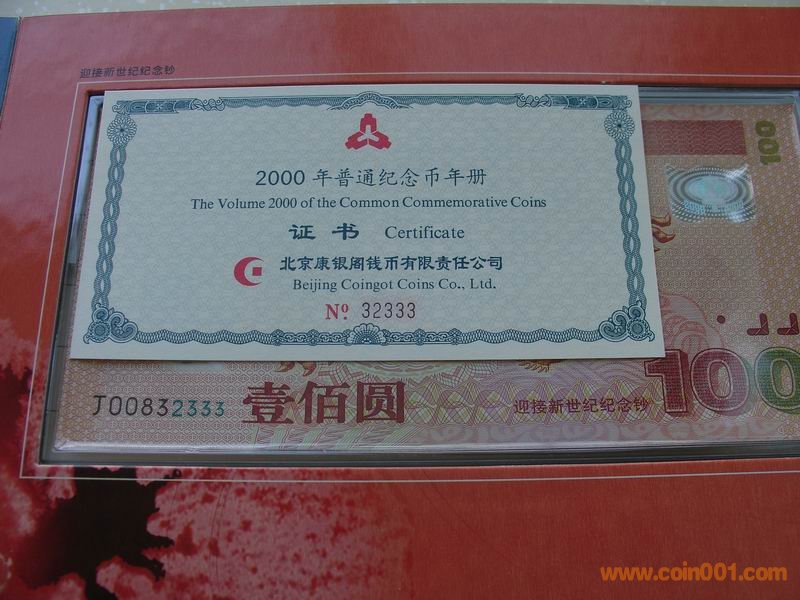 迎接新世纪纪念钞
2000 年普通纪念币年册
The Volume 2000 of the Common Commemorative Coins
证书 Certificate
北京康银阁钱币有限责任公司
Beijing Coingot Coins Co., Ltd.
Nº 32333
100
J00832333
壹佰圆
迎接新世纪纪念钞
100
www.coin001.com